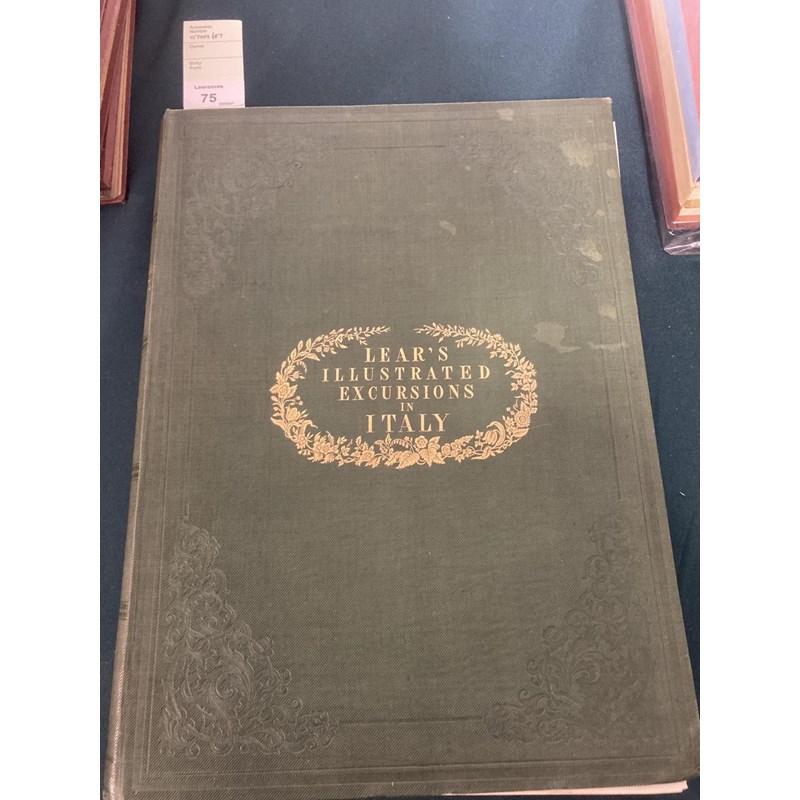 Lawrences
75
LEAR'S
ILLUSTRATED
EXCURSIONS
IN
ITALY